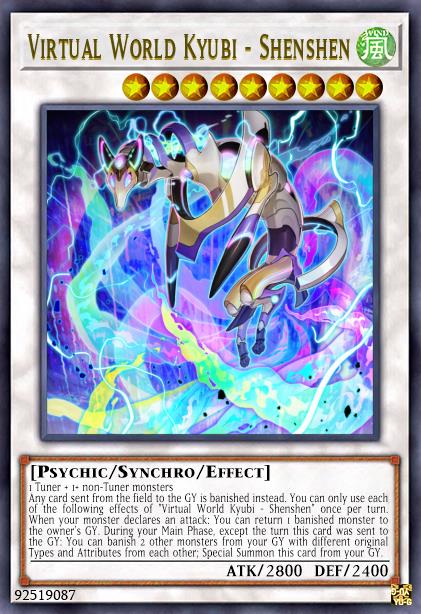 VIRTUAL WORLD KYUBI - SHENSHEN
WIND
風
[PSYCHIC/SYNCHRO/EFFECT]
1 Tuner + 1+ non-Tuner monsters
Any card sent from the field to the GY is banished instead. You can only use each
of the following effects of "Virtual World Kyubi - Shenshen" once per turn.
When your monster declares an attack: You can return 1 banished monster to
the owner's GY. During your Main Phase, except the turn this card was sent to
the GY: You can banish 2 other monsters from your GY with different original
Types and Attributes from each other; Special Summon this card from your GY.
ATK/2800 DEF/2400
92519087